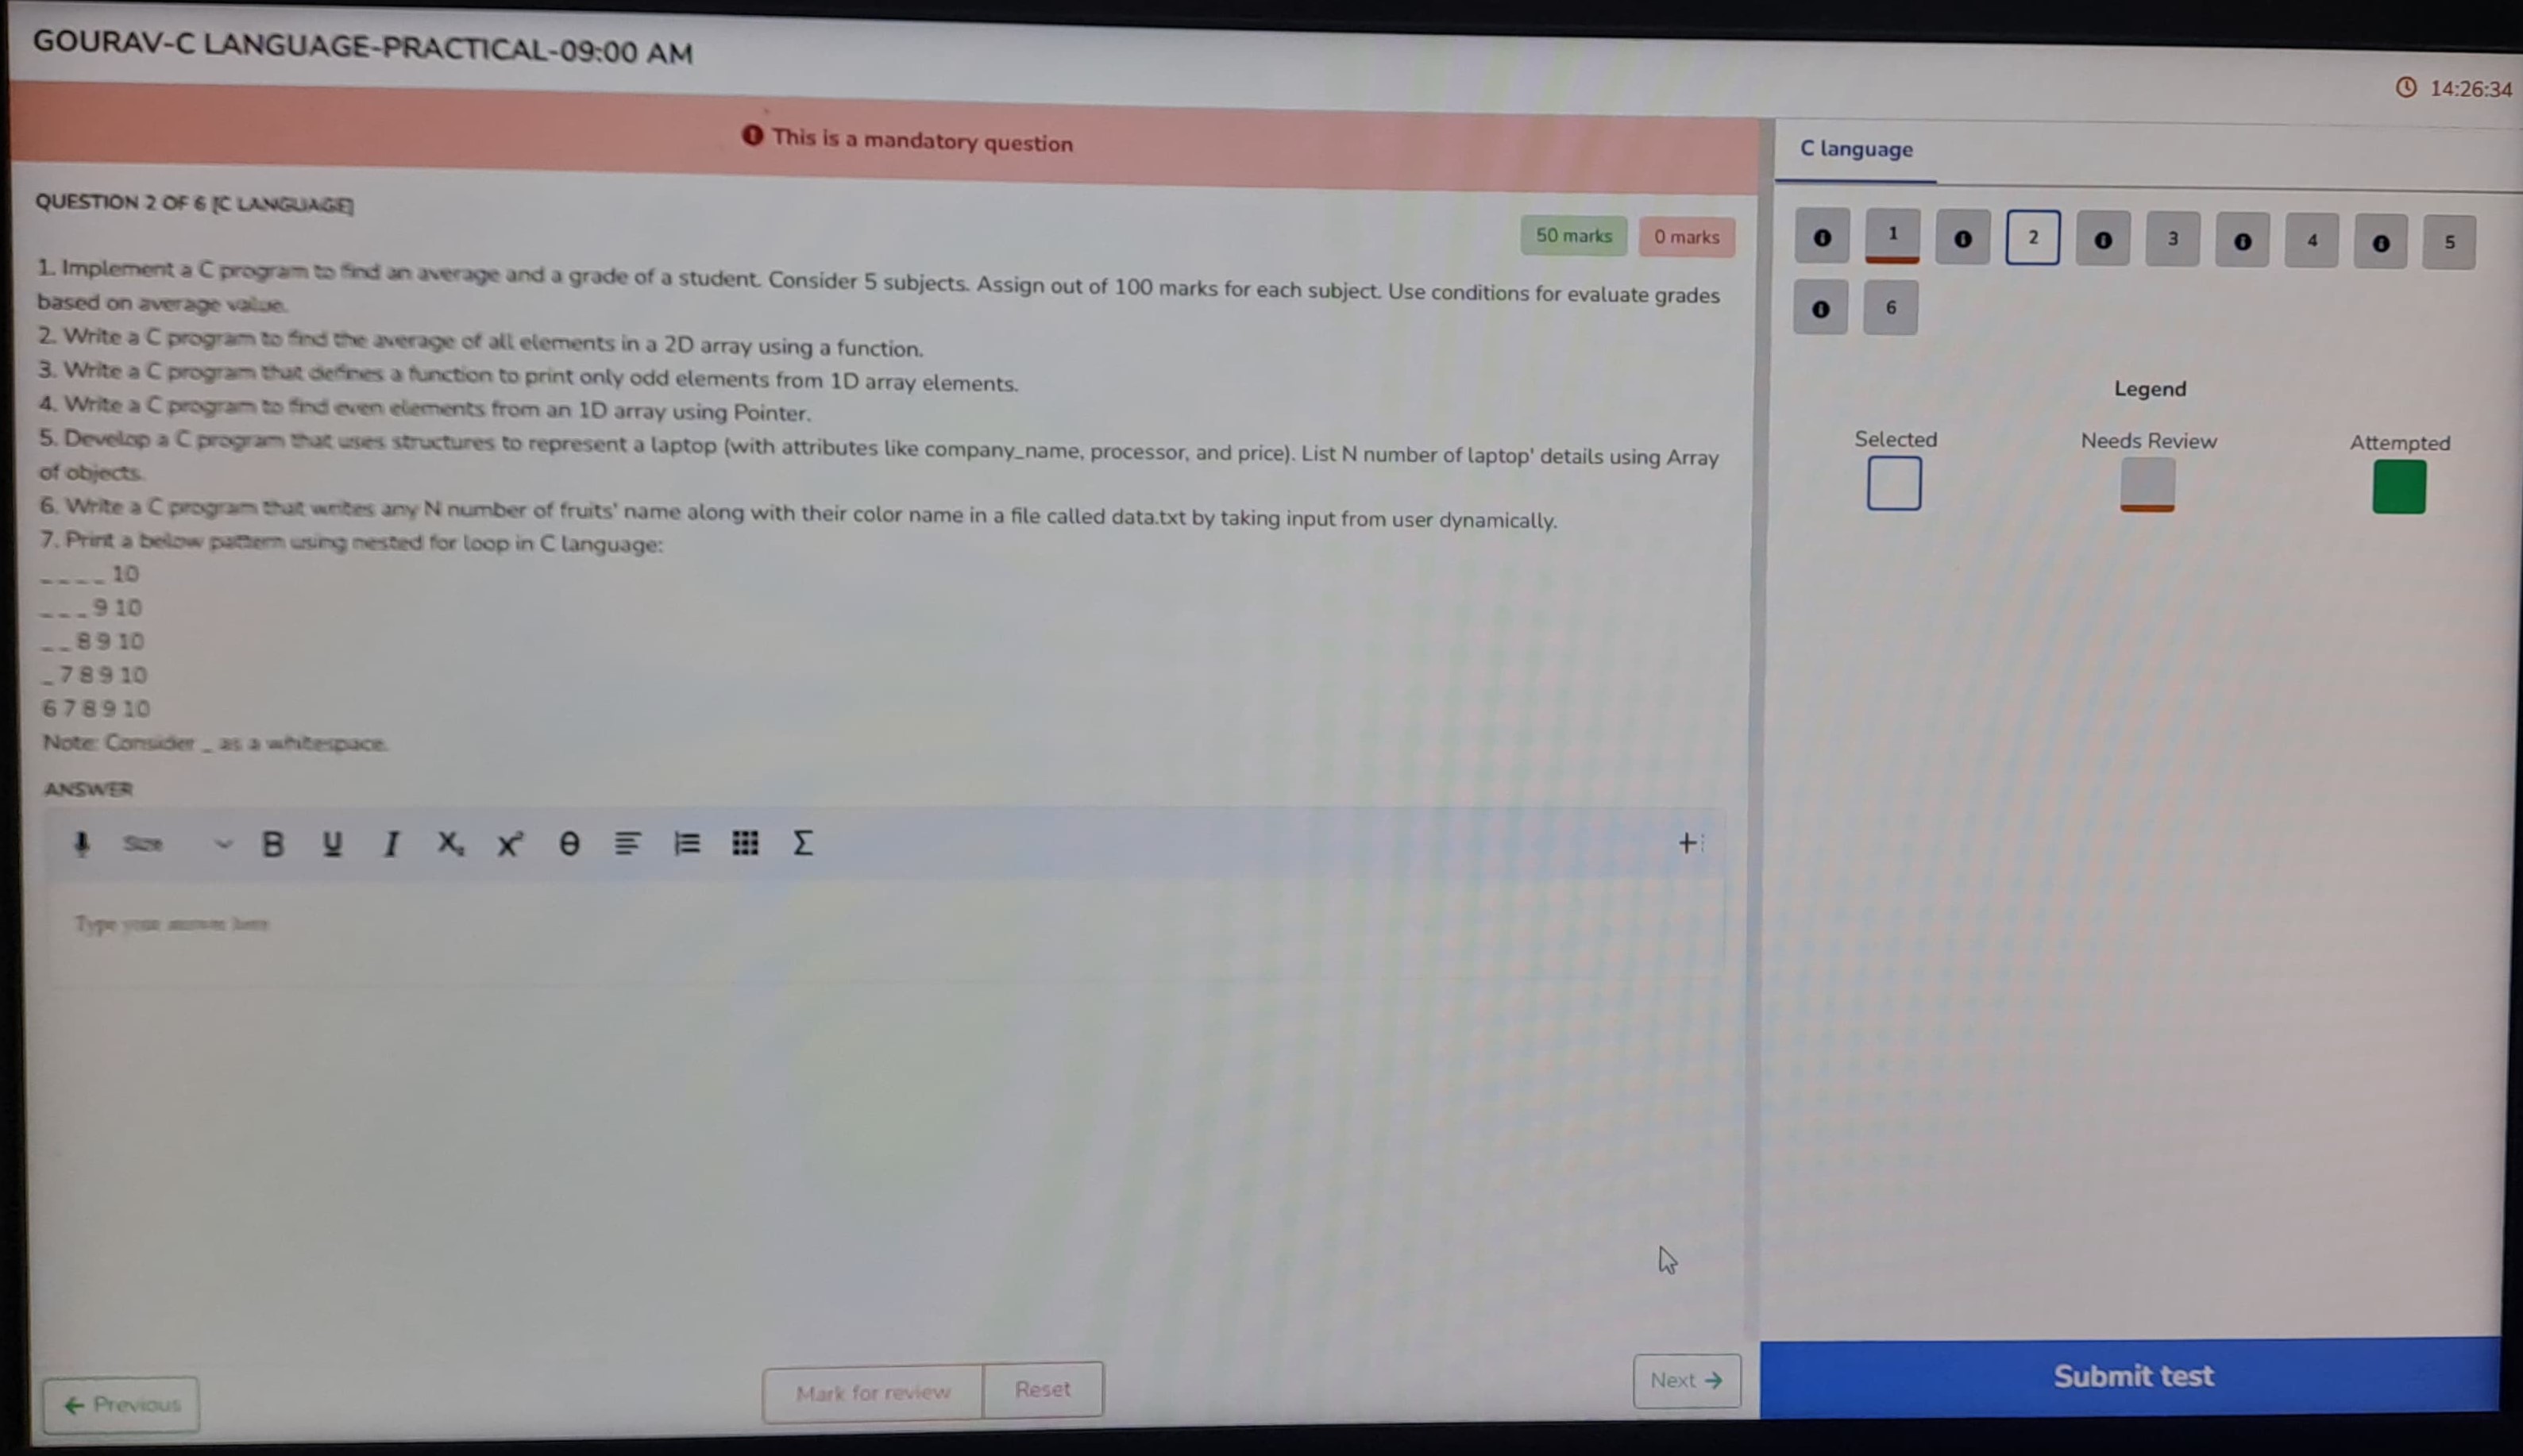 GOURAV-C LANGUAGE-PRACTICAL-09:00 AM
14:26:34
This is a mandatory question
C language
QUESTION 2 OF 6 [C LANGUAGE]
50 marks 0 marks
1 2 3 4 5
6
1. Implement a C program to find an average and a grade of a student. Consider 5 subjects. Assign out of 100 marks for each subject. Use conditions for evaluate grades
based on average value.
2. Write a C program to find the average of all elements in a 2D array using a function.
3. Write a C program that defines a function to print only odd elements from 1D array elements.
4. Write a C program to find even elements from an 1D array using Pointer.
5. Develop a C program that uses structures to represent a laptop (with attributes like company_name, processor, and price). List N number of laptop' details using Array
of objects.
6. Write a C program that writes any N number of fruits' name along with their color name in a file called data.txt by taking input from user dynamically.
7. Print a below pattern using nested for loop in C language:
_ _ _ _ 10
_ _ _ 9 10
_ _ 8 9 10
_ 7 8 9 10
6 7 8 9 10
Note: Consider _ as a whitespace.
Legend
Selected Needs Review Attempted
ANSWER
Size B U I X₂ X² θ Σ +
Type your answer here
← Previous
Mark for review
Reset
Next →
Submit test